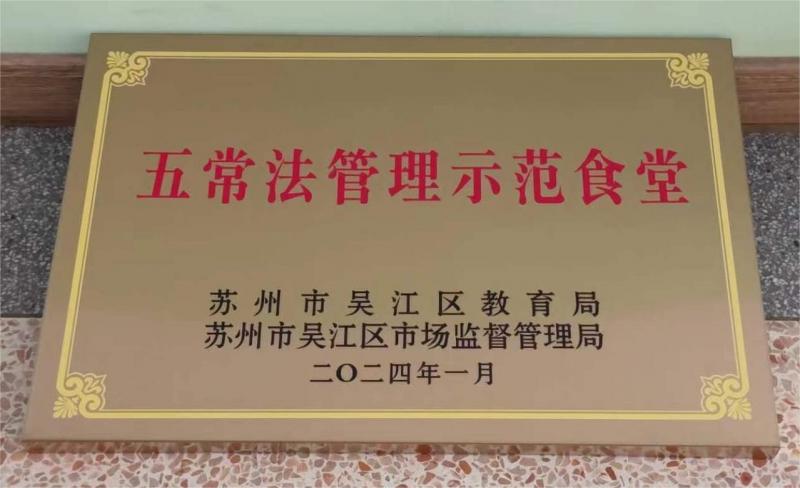 五常法管理示范食堂
苏州市吴江区教育局
苏州市吴江区市场监督管理局
二〇二四年一月